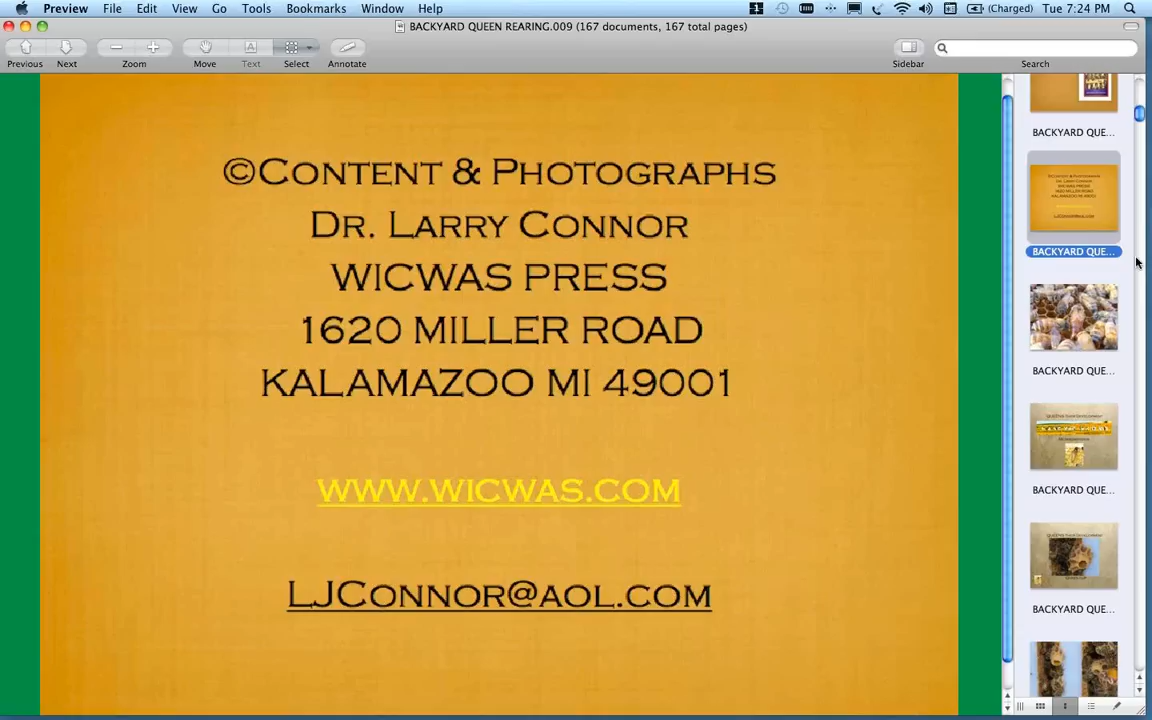 Preview File Edit View Go Tools Bookmarks Window Help 1 (Charged) Tue 7:24 PM
BACKYARD QUEEN REARING.009 (167 documents, 167 total pages)
Previous Next Zoom Move Text Select Annotate Sidebar Search
©CONTENT & PHOTOGRAPHS
DR. LARRY CONNOR
WICWAS PRESS
1620 MILLER ROAD
KALAMAZOO MI 49001
WWW.WICWAS.COM
LJCONNOR@AOL.COM
BACKYARD QUE...
BACKYARD QUE...
BACKYARD QUE...
BACKYARD QUE...
BACKYARD QUE...